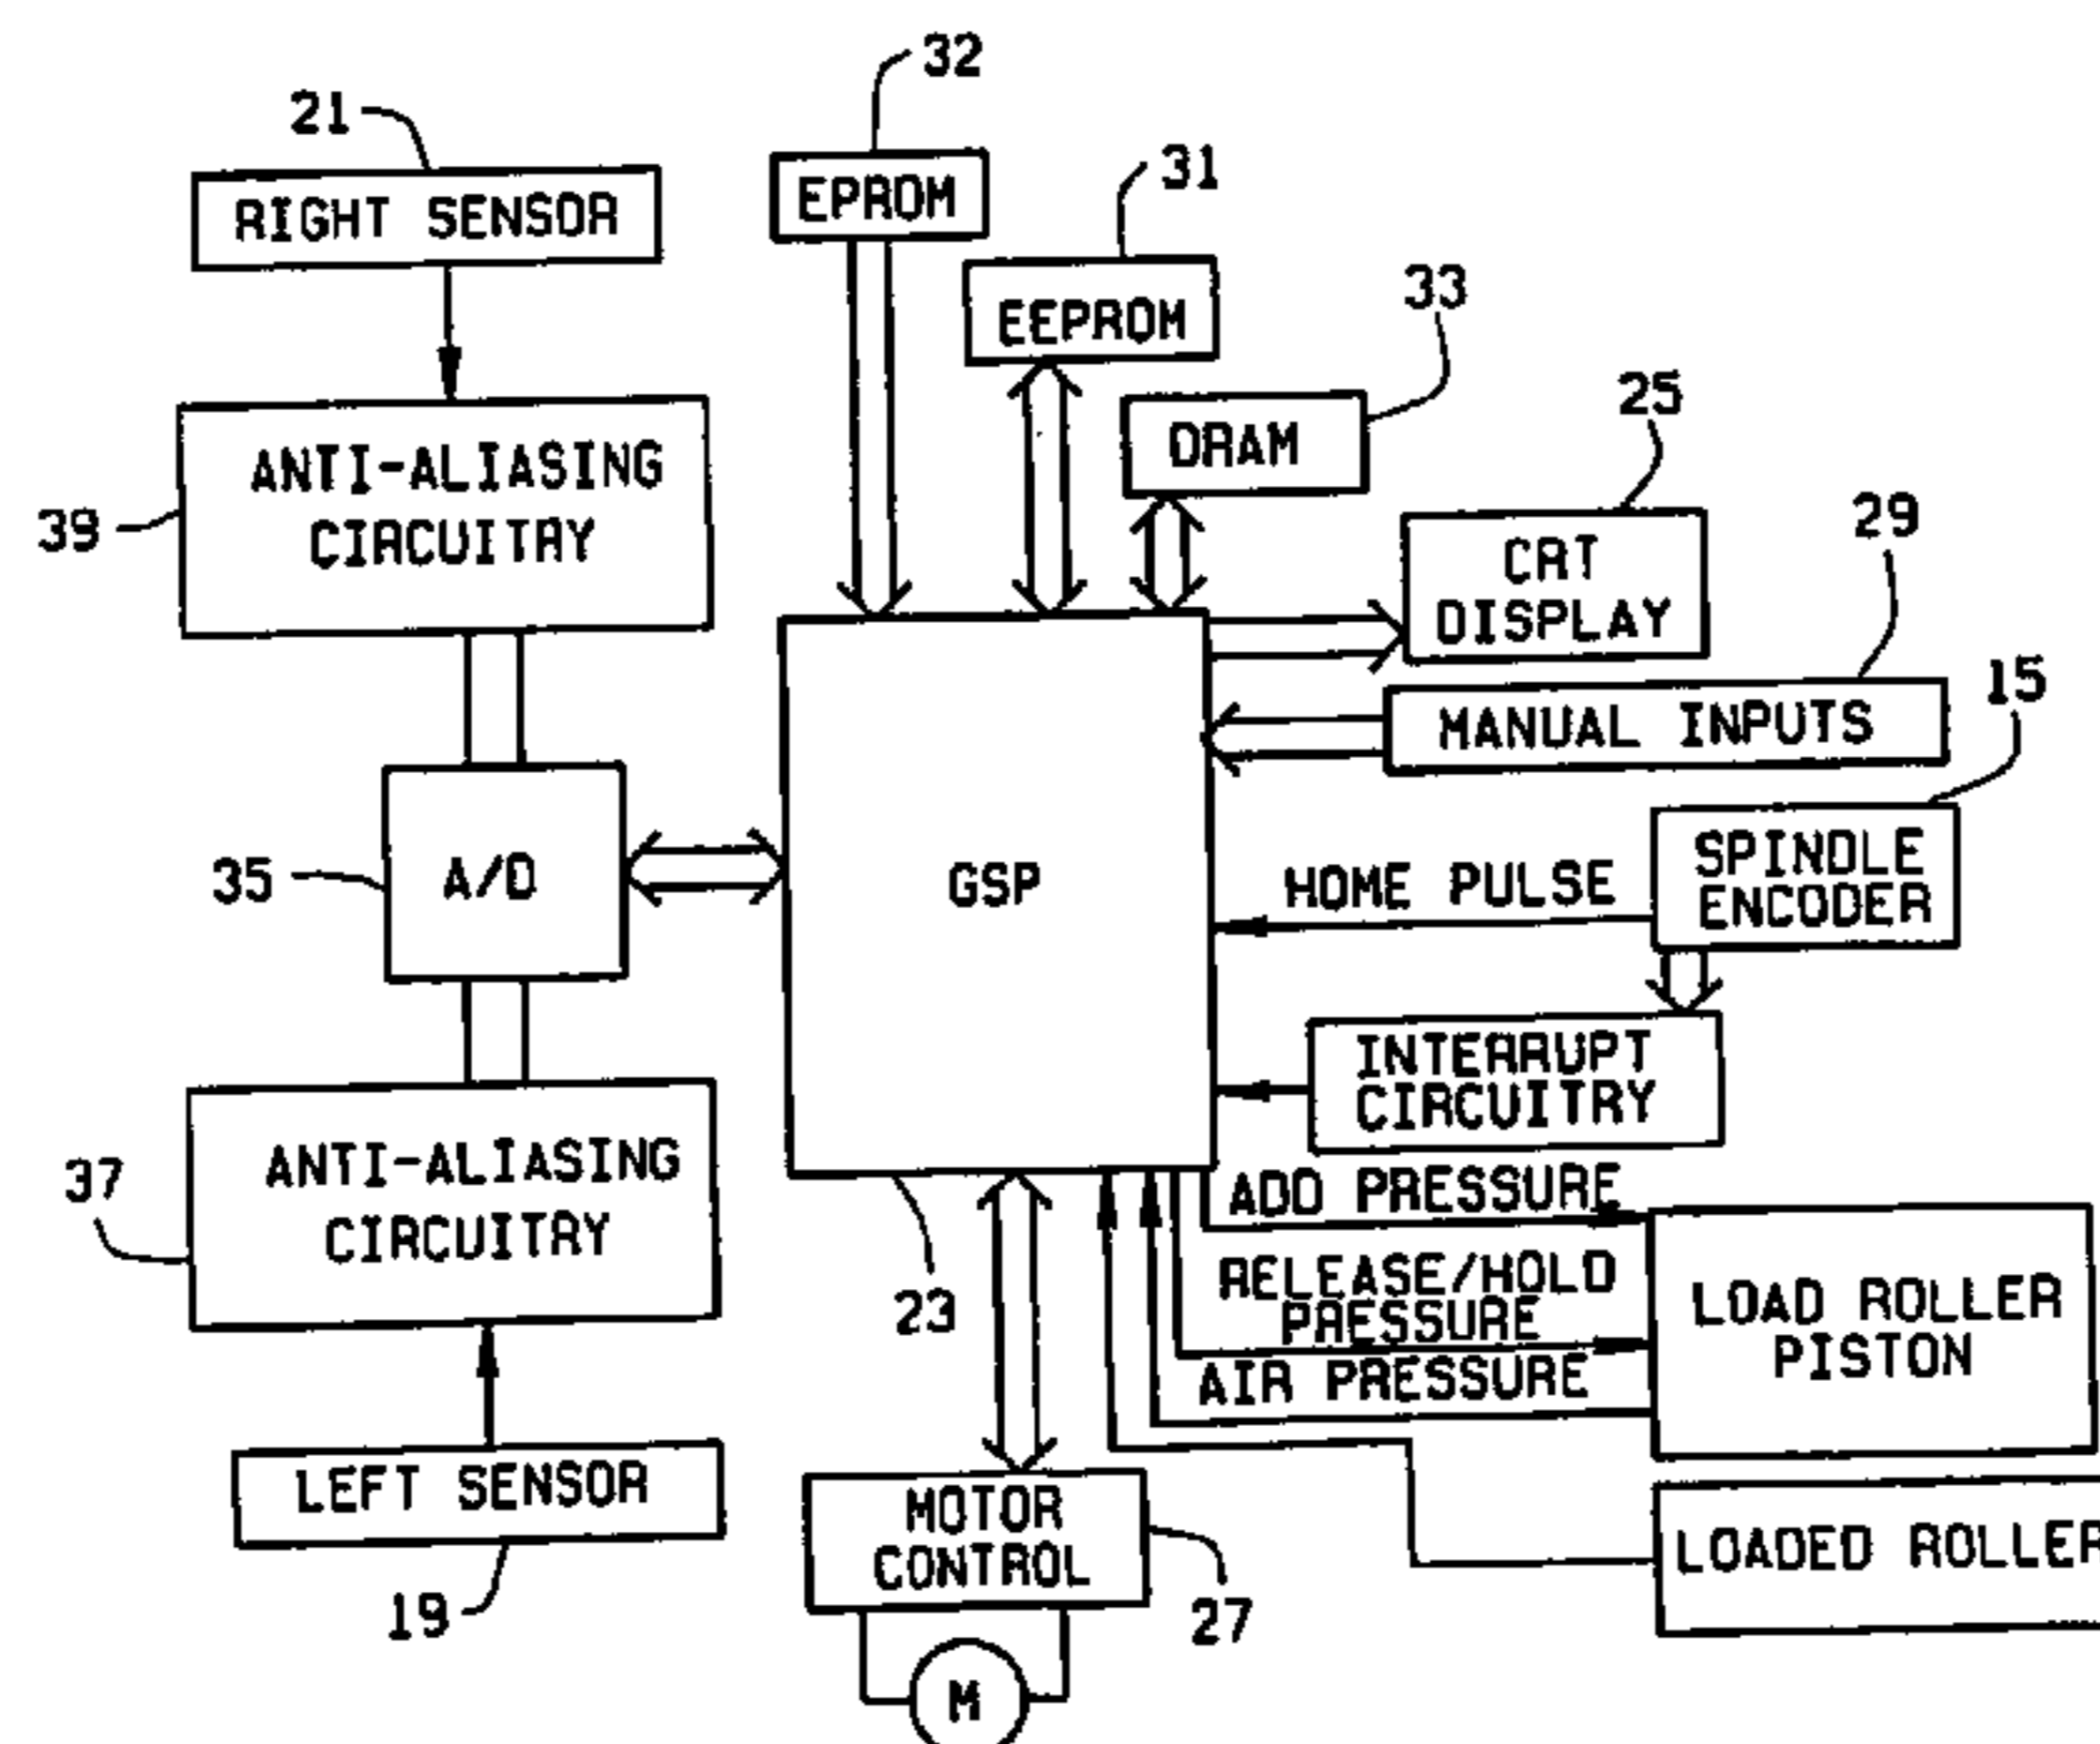 32
21
31
EPROM
RIGHT SENSOR
33
EEPROM
25
DRAM
ANTI-ALIASING
CIRCUITRY
39
29
CRT
DISPLAY
15
MANUAL INPUTS
35
A/D
GSP
HOME PULSE
SPINDLE
ENCODER
INTERRUPT
CIRCUITRY
37
ANTI-ALIASING
CIRCUITRY
ADD PRESSURE
23
RELEASE/HOLD
PRESSURE
LOAD ROLLER
PISTON
AIR PRESSURE
LEFT SENSOR
MOTOR
CONTROL
LOADED ROLLER
19
27
M